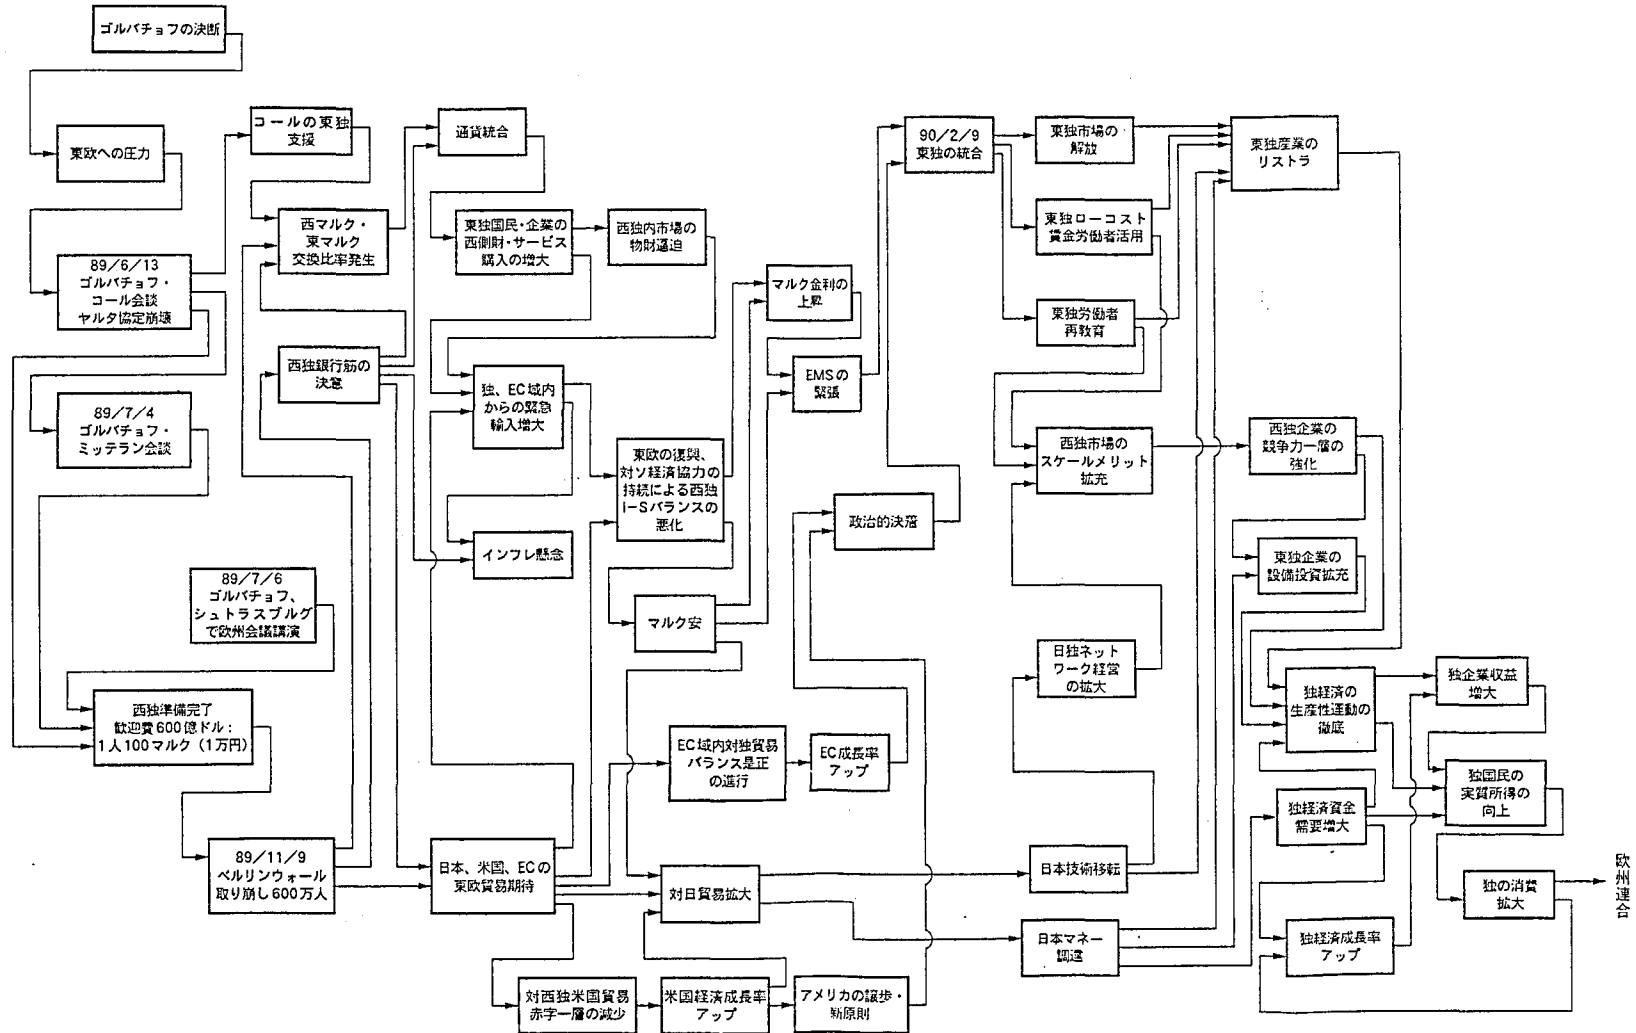 ゴルバチョフの決断
東欧への圧力
89/6/13
ゴルバチョフ・
コール会談
ヤルタ協定崩壊
89/7/4
ゴルバチョフ・
ミッテラン会談
89/7/6
ゴルバチョフ、
シュトラスブルグ
で欧州会議講演
西独準備完了
歓迎費600億ドル:
1人100マルク(1万円)
89/11/9
ベルリンウォール
取り崩し600万人
コールの東独
支援
西マルク・
東マルク
交換比率発生
西独銀行筋の
決意
通貨統合
東独国民・企業の
西側財・サービス
購入の増大
西独内市場の
物財逼迫
独、EC域内
からの緊急
輸入増大
インフレ懸念
日本、米国、ECの
東欧貿易期待
対西独米国貿易
赤字一層の減少
東欧の復興、
対ソ経済協力の
持続による西独
I-Sバランスの
悪化
マルク安
EC域内対独貿易
バランス是正
の進行
対日貿易拡大
米国経済成長率
アップ
マルク金利の
上昇
EMSの
緊張
政治的決落
EC成長率
アップ
アメリカの譲歩・
新原則
90/2/9
東独の統合
東独市場の
解放
東独ローコスト
賃金労働者活用
東独労働者
再教育
西独市場の
スケールメリット
拡充
日独ネット
ワーク経営
の拡大
日本技術移転
日本マネー
調達
東独産業の
リストラ
西独企業の
競争力一層の
強化
東独企業の
設備投資拡充
独経済の
生産性運動の
徹底
独経済資金
需要増大
独経済成長率
アップ
独企業収益
増大
独国民の
実質所得の
向上
独の消費
拡大
欧州連合